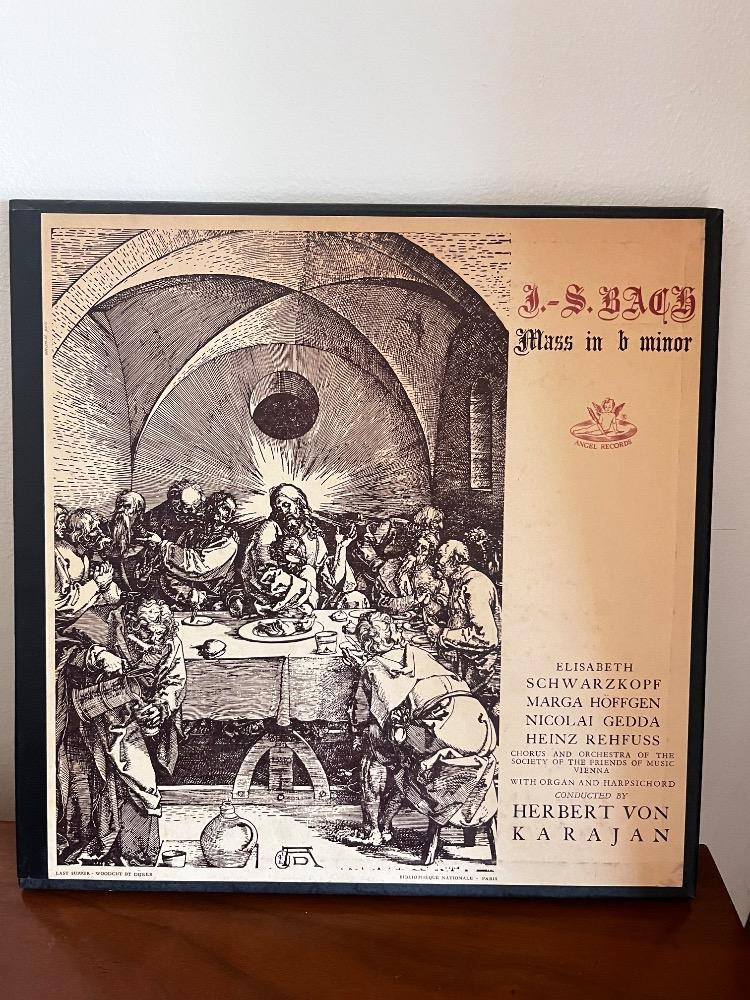 J.-S. BACH
Mass in b minor
ANGEL RECORDS
ELISABETH
SCHWARZKOPF
MARGA HÖFFGEN
NICOLAI GEDDA
HEINZ REHFUSS
CHORUS AND ORCHESTRA OF THE
SOCIETY OF THE FRIENDS OF MUSIC
VIENNA
WITH ORGAN AND HARPSICHORD
CONDUCTED BY
HERBERT VON
KARAJAN
AD
LAST SUPPER - WOODCUT BY DÜRER
BIBLIOTHEQUE NATIONALE - PARIS